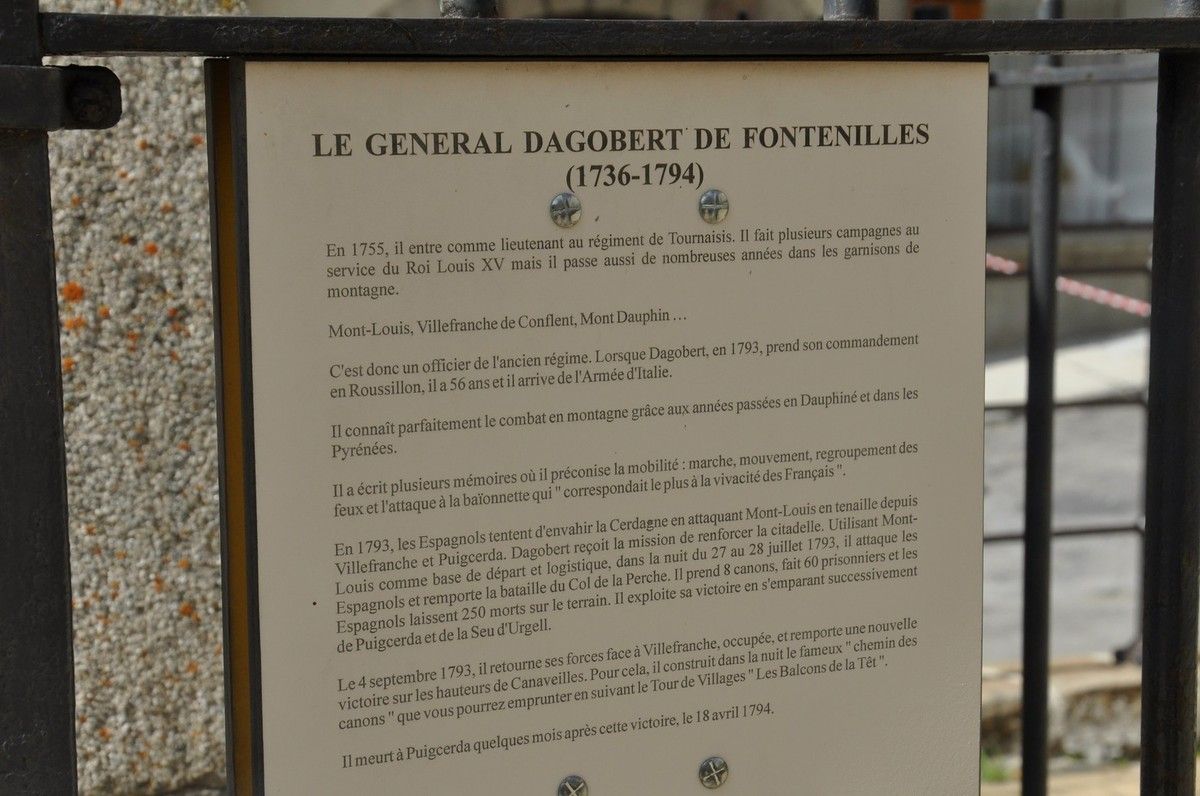 LE GENERAL DAGOBERT DE FONTENILLES
(1736-1794)
En 1755, il entre comme lieutenant au régiment de Tournaisis. Il fait plusieurs campagnes au
service du Roi Louis XV mais il passe aussi de nombreuses années dans les garnisons de
montagne.
Mont-Louis, Villefranche de Conflent, Mont Dauphin ...
C'est donc un officier de l'ancien régime. Lorsque Dagobert, en 1793, prend son commandement
en Roussillon, il a 56 ans et il arrive de l'Armée d'Italie.
Il connaît parfaitement le combat en montagne grâce aux années passées en Dauphiné et dans les
Pyrénées.
Il a écrit plusieurs mémoires où il préconise la mobilité : marche, mouvement, regroupement des
feux et l'attaque à la baïonnette qui " correspondait le plus à la vivacité des Français ".
En 1793, les Espagnols tentent d'envahir la Cerdagne en attaquant Mont-Louis en tenaille depuis
Villefranche et Puigcerda. Dagobert reçoit la mission de renforcer la citadelle. Utilisant Mont-
Louis comme base de départ et logistique, dans la nuit du 27 au 28 juillet 1793, il attaque les
Espagnols et remporte la bataille du Col de la Perche. Il prend 8 canons, fait 60 prisonniers et les
Espagnols laissent 250 morts sur le terrain. Il exploite sa victoire en s'emparant successivement
de Puigcerda et de la Seu d'Urgell.
Le 4 septembre 1793, il retourne ses forces face à Villefranche, occupée, et remporte une nouvelle
victoire sur les hauteurs de Canaveilles. Pour cela, il construit dans la nuit le fameux " chemin des
canons " que vous pourrez emprunter en suivant le Tour de Villages " Les Balcons de la Têt ".
Il meurt à Puigcerda quelques mois après cette victoire, le 18 avril 1794.